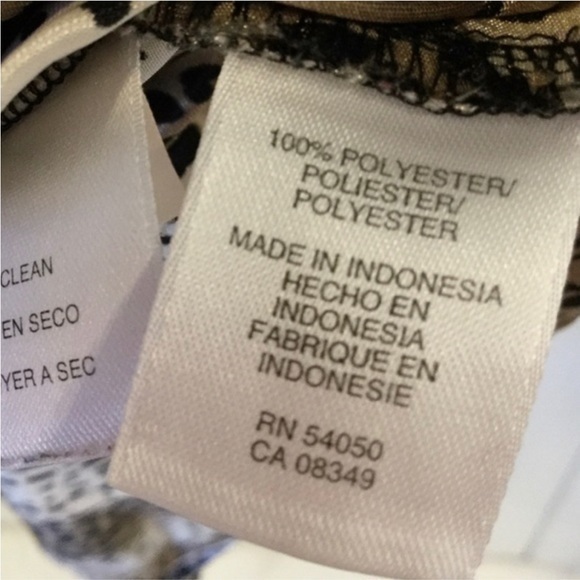 CLEAN
EN SECO
YER A SEC
100% POLYESTER/
POLIESTER/
POLYESTER
MADE IN INDONESIA
HECHO EN
INDONESIA
FABRIQUE EN
INDONESIE
RN 54050
CA 08349